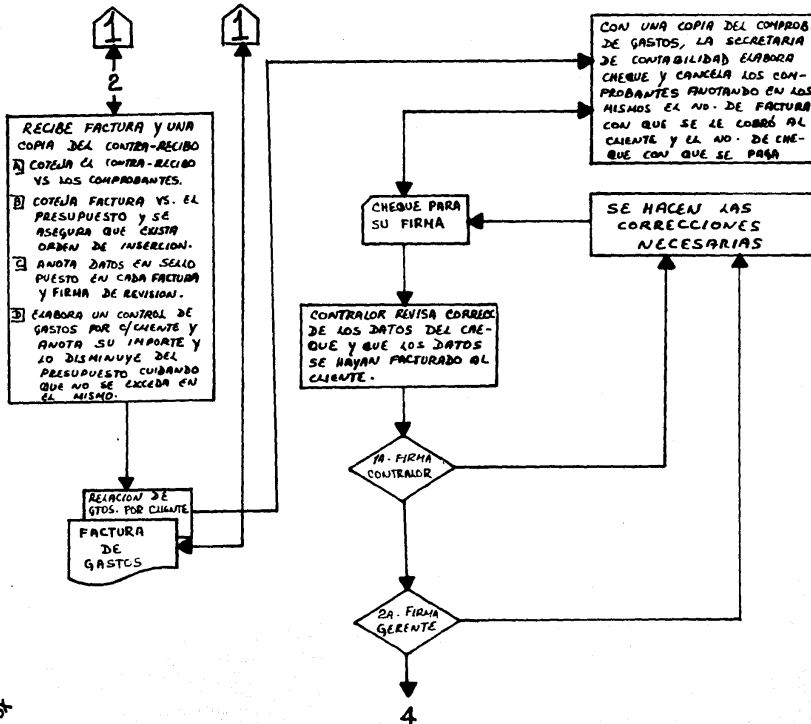 1
1
2
RECIBE FACTURA Y UNA
COPIA DEL CONTRA-RECIBO
A] COTEJA EL CONTRA-RECIBO
VS LOS COMPROBANTES.
B] COTEJA FACTURA VS. EL
PRESUPUESTO Y SE
ASEGURA QUE EXISTA
ORDEN DE INSERCION.
C] ANOTA DATOS EN SELLO
PUESTO EN CADA FACTURA
Y FIRMA DE REVISION.
D] ELABORA UN CONTROL DE
GASTOS POR C/CLIENTE Y
ANOTA SU IMPORTE Y
LO DISMINUYE DEL
PRESUPUESTO CUIDANDO
QUE NO SE EXCEDA EN
EL MISMO.
RELACION DE
GTOS. POR CLIENTE
FACTURA
DE
GASTOS
CON UNA COPIA DEL COMPROB
DE GASTOS, LA SECRETARIA
DE CONTABILIDAD ELABORA
CHEQUE Y CANCELA LOS COM-
PROBANTES ANOTANDO EN LOS
MISMOS EL NO. DE FACTURA
CON QUE SE LE COBRÓ AL
CLIENTE Y EL NO. DE CHE-
QUE CON QUE SE PAGA
CHEQUE PARA
SU FIRMA
SE HACEN LAS
CORRECCIONES
NECESARIAS
CONTRALOR REVISA CORRECC
DE LOS DATOS DEL CHE-
QUE Y QUE LOS DATOS
SE HAYAN FACTURADO AL
CLIENTE.
1A. FIRMA
CONTRALOR
2A. FIRMA
GERENTE
4